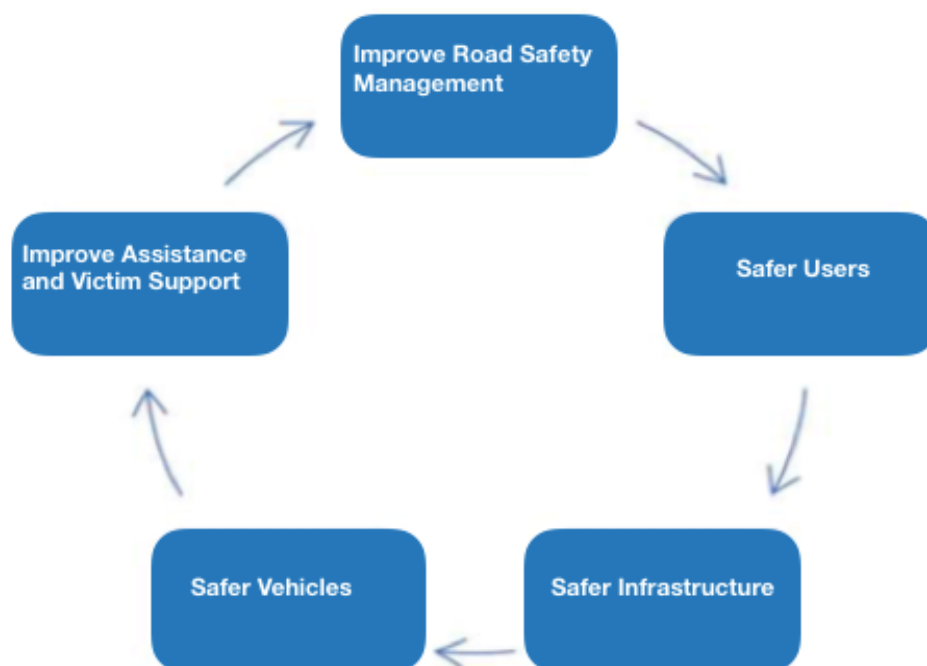 Improve Road Safety
Management
Improve Assistance
and Victim Support
Safer Users
Safer Vehicles
Safer Infrastructure